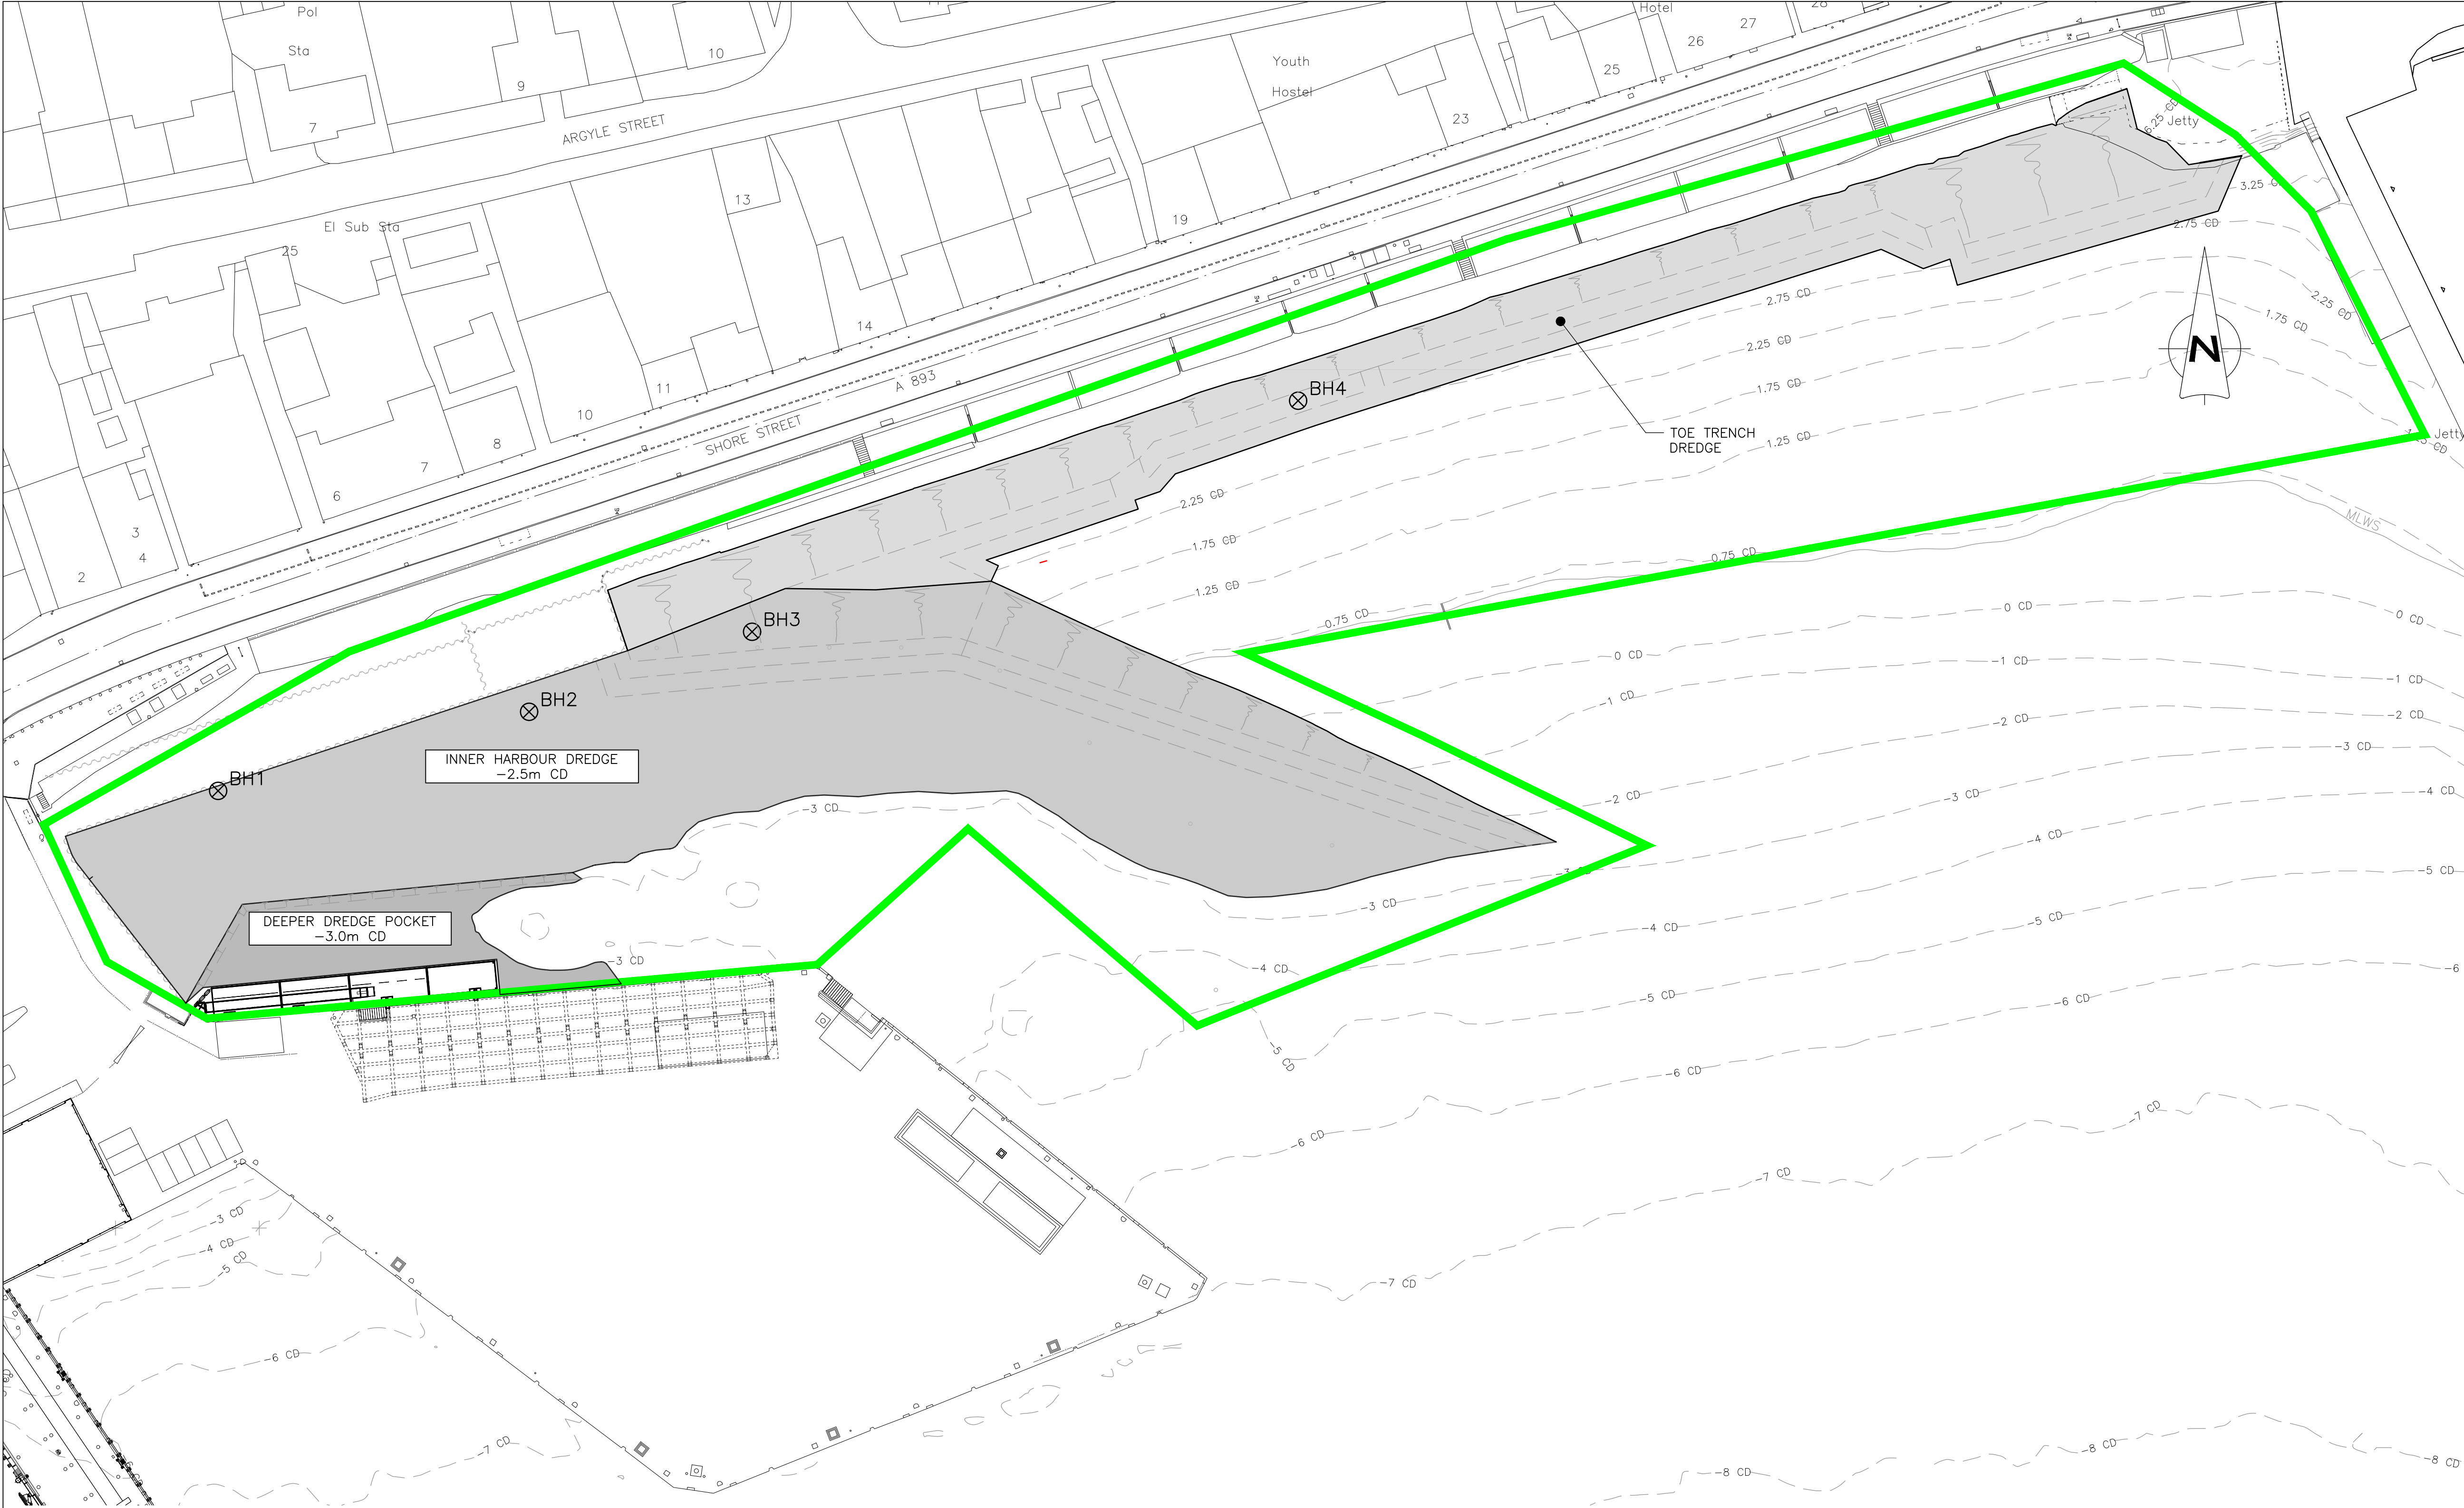 Pol
Sta
7
9
10
Youth
Hostel
Hotel
26
27
28
25
23
ARGYLE STREET
13
19
El Sub Sta
25
14
11
10
8
7
6
3
4
2
SHORE STREET
A 893
6.25 CD
Jetty
3.25 C
2.75 CD
2.25 CD
1.75 CD
N
Jetty
CD
2.75 CD
2.25 CD
1.75 CD
1.25 CD
TOE TRENCH
DREDGE
BH4
2.25 CD
1.75 CD
1.25 CD
0.75 CD
0.75 CD
MLWS
0 CD
0 CD
0 CD
-1 CD
-1 CD
-1 CD
-2 CD
-2 CD
-2 CD
-3 CD
-3 CD
-3 CD
-4 CD
-4 CD
-5 CD
-5 CD
BH3
BH2
BH1
INNER HARBOUR DREDGE
-2.5m CD
-3 CD
DEEPER DREDGE POCKET
-3.0m CD
-3 CD
-3 CD
-4 CD
-4 CD
-5 CD
-5 CD
-6 CD
-6
-6 CD
-6 CD
-7 CD
-7 CD
-7 CD
-3 CD
-4 CD
-5 CD
-6 CD
-7 CD
-8 CD
-8 CD
-8 CD